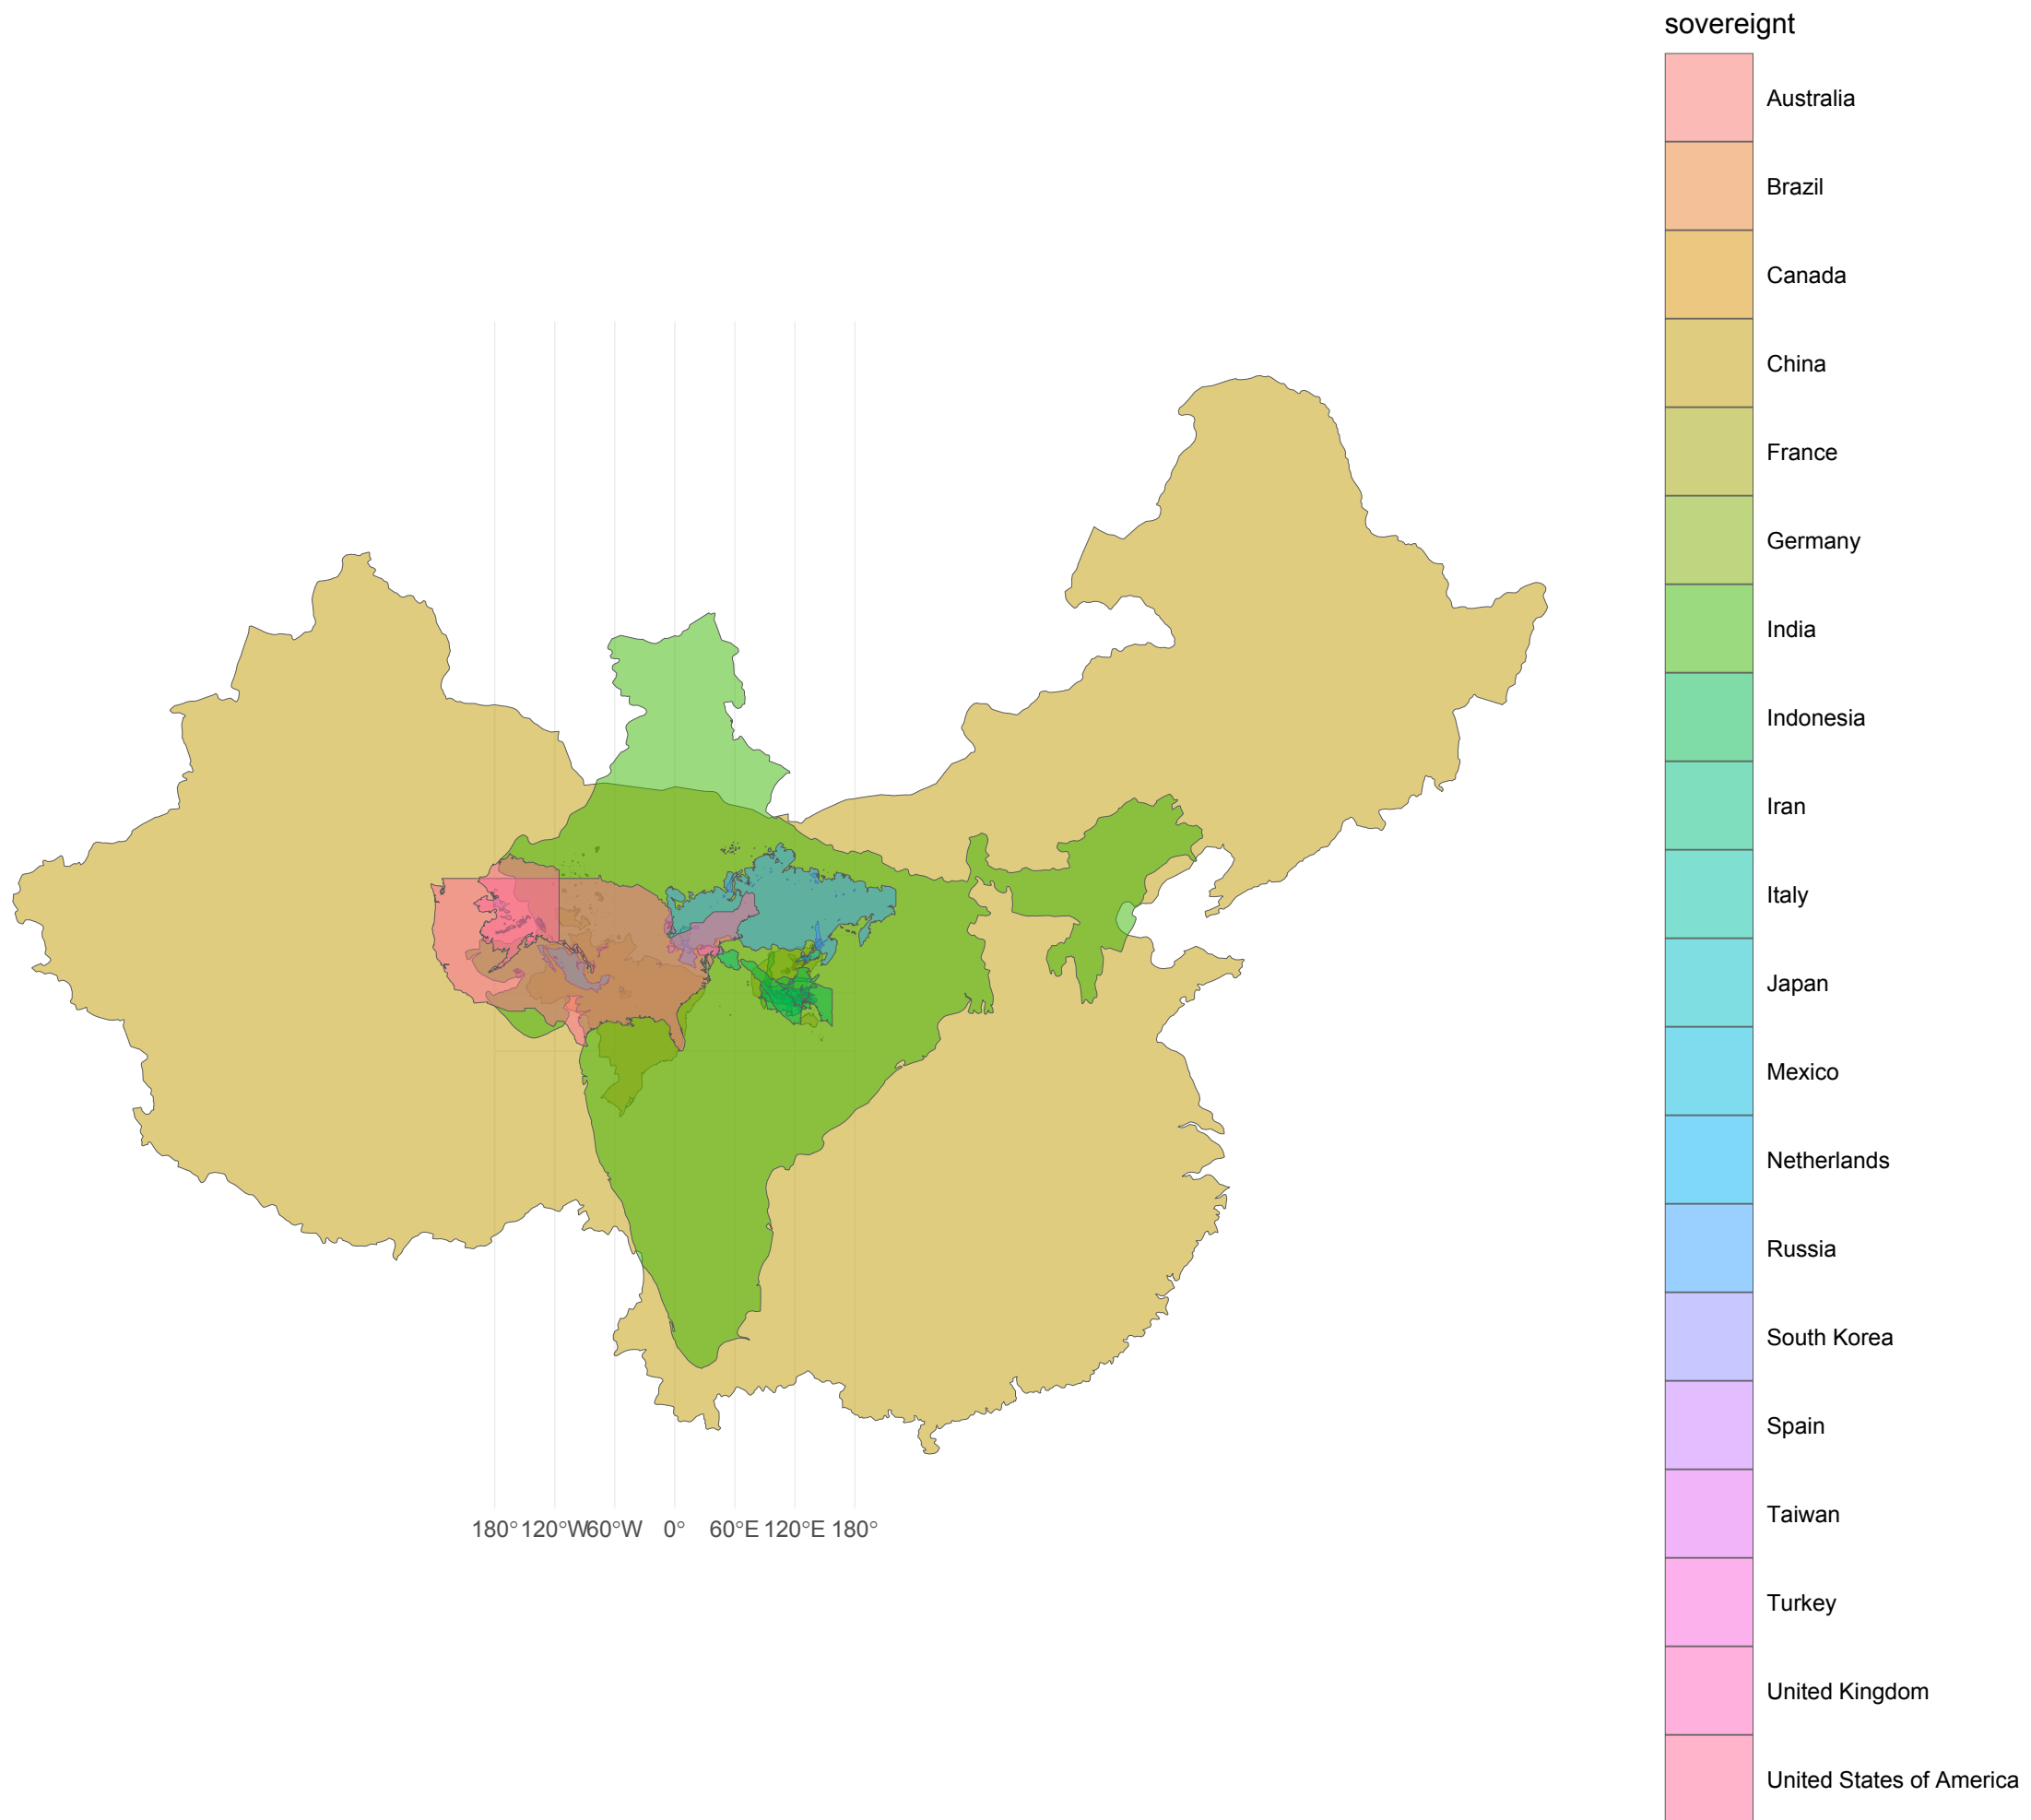 sovereignt
Australia
Brazil
Canada
China
France
Germany
India
Indonesia
Iran
Italy
Japan
Mexico
Netherlands
Russia
South Korea
Spain
Taiwan
Turkey
United Kingdom
United States of America
180° 120°W 60°W 0° 60°E 120°E 180°